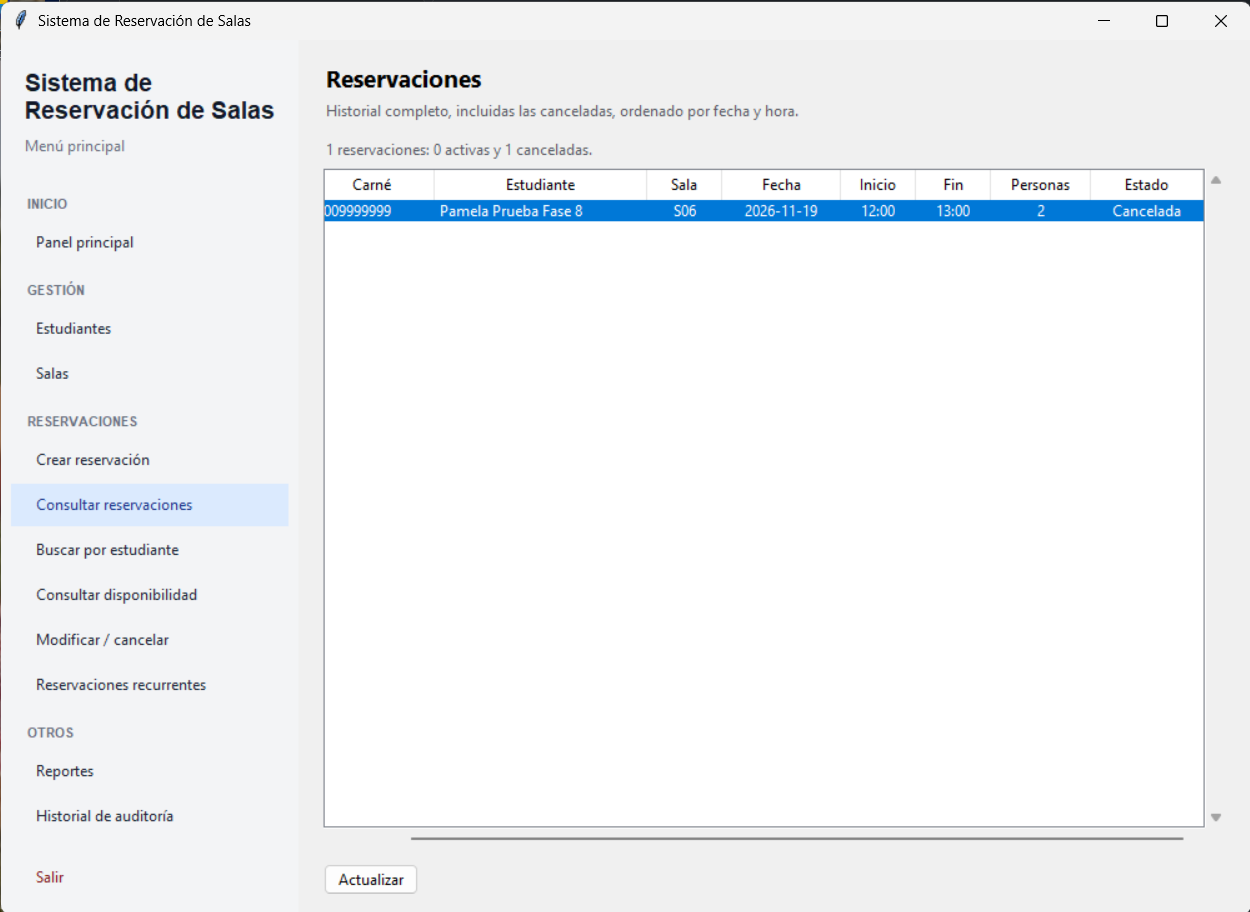 Sistema de Reservación de Salas
Sistema de
Reservación de Salas
Menú principal
INICIO
Panel principal
GESTIÓN
Estudiantes
Salas
RESERVACIONES
Crear reservación
Consultar reservaciones
Buscar por estudiante
Consultar disponibilidad
Modificar / cancelar
Reservaciones recurrentes
OTROS
Reportes
Historial de auditoría
Salir
Reservaciones
Historial completo, incluidas las canceladas, ordenado por fecha y hora.
1 reservaciones: 0 activas y 1 canceladas.
Carné Estudiante Sala Fecha Inicio Fin Personas Estado
009999999 Pamela Prueba Fase 8 S06 2026-11-19 12:00 13:00 2 Cancelada
Actualizar